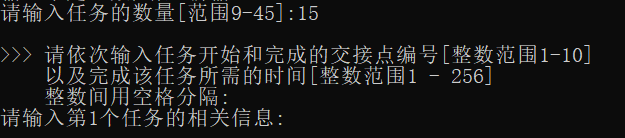 请输入任务的数量[范围9-45]:15
>>> 请依次输入任务开始和完成的交接点编号[整数范围1-10]
以及完成该任务所需的时间[整数范围1 - 256]
整数间用空格分隔:
请输入第1个任务的相关信息: